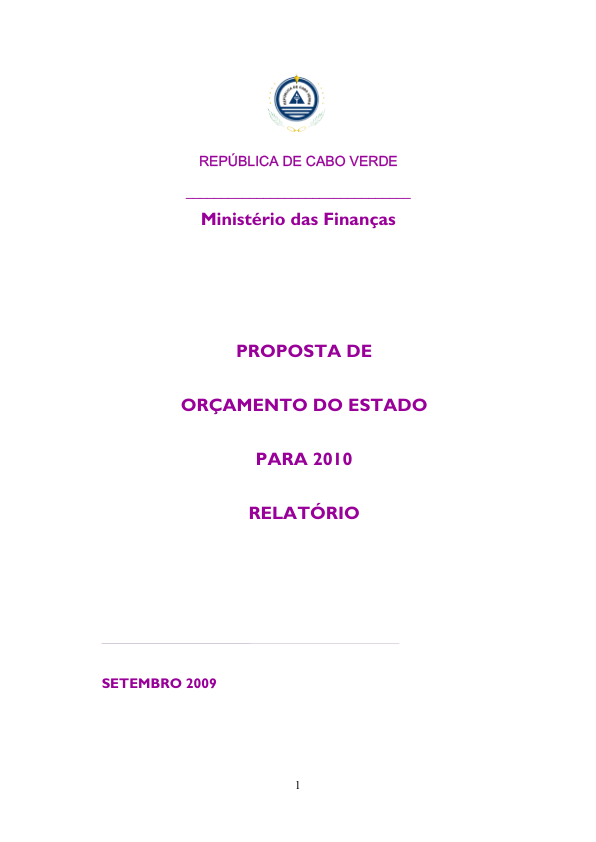 REPÚBLICA DE CABO VERDE
Ministério das Finanças
PROPOSTA DE
ORÇAMENTO DO ESTADO
PARA 2010
RELATÓRIO
SETEMBRO 2009
1